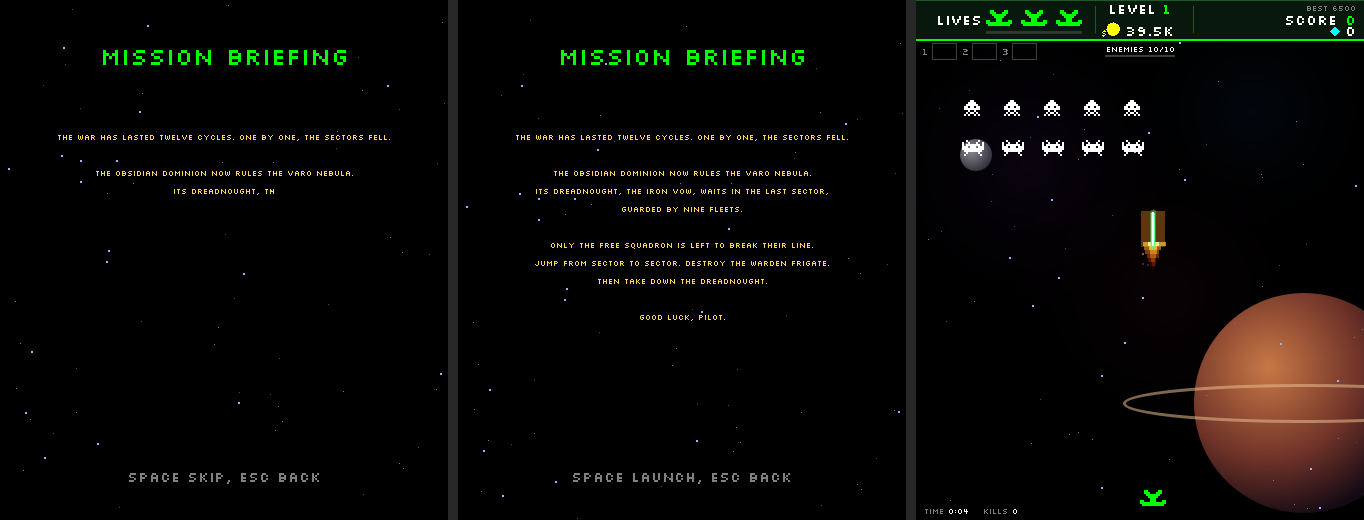 MISSION BRIEFING
THE WAR HAS LASTED TWELVE CYCLES. ONE BY ONE, THE SECTORS FELL.
THE OBSIDIAN DOMINION NOW RULES THE VARO NEBULA.
ITS DREADNOUGHT, TH
SPACE SKIP, ESC BACK
MISSION BRIEFING
THE WAR HAS LASTED TWELVE CYCLES. ONE BY ONE, THE SECTORS FELL.
THE OBSIDIAN DOMINION NOW RULES THE VARO NEBULA.
ITS DREADNOUGHT, THE IRON VOW, WAITS IN THE LAST SECTOR,
GUARDED BY NINE FLEETS.
ONLY THE FREE SQUADRON IS LEFT TO BREAK THEIR LINE.
JUMP FROM SECTOR TO SECTOR. DESTROY THE WARDEN FRIGATE.
THEN TAKE DOWN THE DREADNOUGHT.
GOOD LUCK, PILOT.
SPACE LAUNCH, ESC BACK
LIVES
LEVEL 1
$ 39.5K
BEST 6500
SCORE 0
0
1 2 3
ENEMIES 10/10
TIME 0:04 KILLS 0